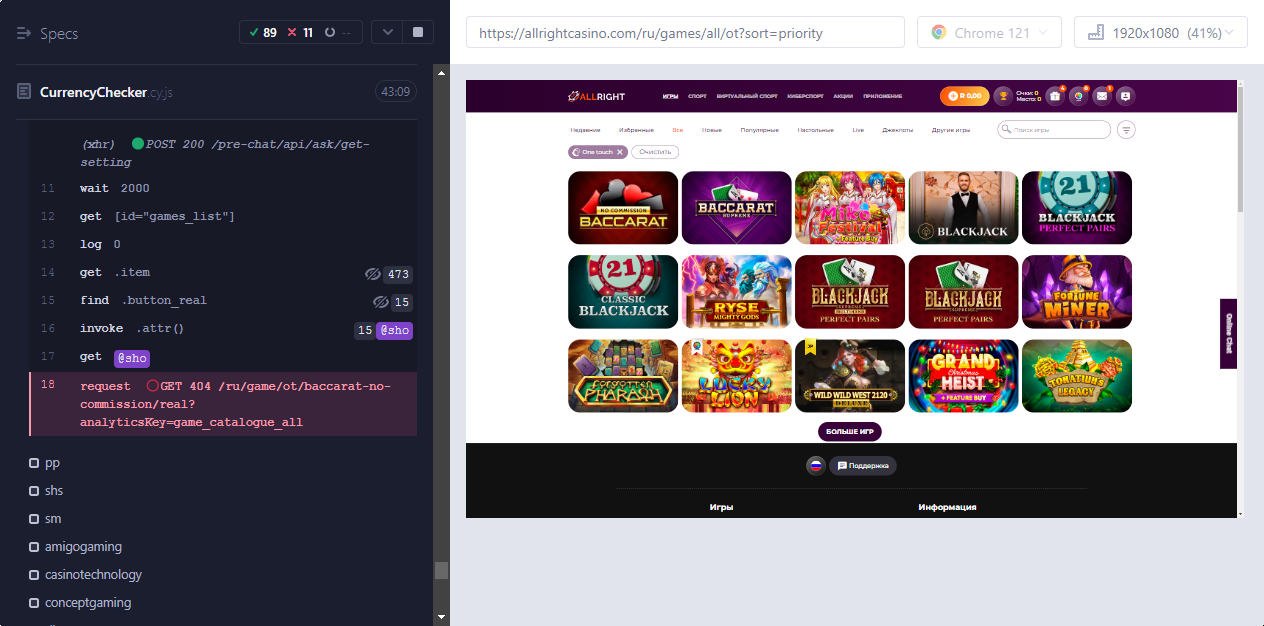 Specs
89
11
--
CurrencyChecker.cy.js
43:09
(xhr) POST 200 /pre-chat/api/ask/get-
setting
11 wait 2000
12 get [id="games_list"]
13 log 0
14 get .item 473
15 find .button_real 15
16 invoke .attr() 15 @sho
17 get @sho
18 request GET 404 /ru/game/ot/baccarat-no-
commission/real?
analyticsKey=game_catalogue_all
pp
shs
sm
amigogaming
casinotechnology
conceptgaming
https://allrightcasino.com/ru/games/all/ot?sort=priority
Chrome 121
1920x1080 (41%)
ALLRIGHT
ИГРЫ СПОРТ ВИРТУАЛЬНЫЙ СПОРТ КИБЕРСПОРТ АКЦИИ ПРИЛОЖЕНИЕ
R 0,00
Очки: 0
Место: 0
Недавние Избранные Все Новые Популярные Настольные Live Джекпоты Другие игры
Поиск игры
One touch
Очистить
NO COMMISSION
BACCARAT
BACCARAT
SUPREME
Miko
Festival
+Feature Buy
BLACKJACK
21
BLACKJACK
PERFECT PAIRS
21
CLASSIC
BLACKJACK
RYSE
MIGHTY GODS
BLACKJACK
SUPREME
MULTI HAND
PERFECT PAIRS
BLACKJACK
SUPREME
PERFECT PAIRS
FORTUNE
MINER
FORGOTTEN
PHARAOH
LUCKY
LION
WILD WILD WEST 2120
DELUXE
GRAND
Christmas
HEIST
+ FEATURE BUY
TONATIUH'S
LEGACY
БОЛЬШЕ ИГР
Online Chat
Поддержка
Игры
Информация